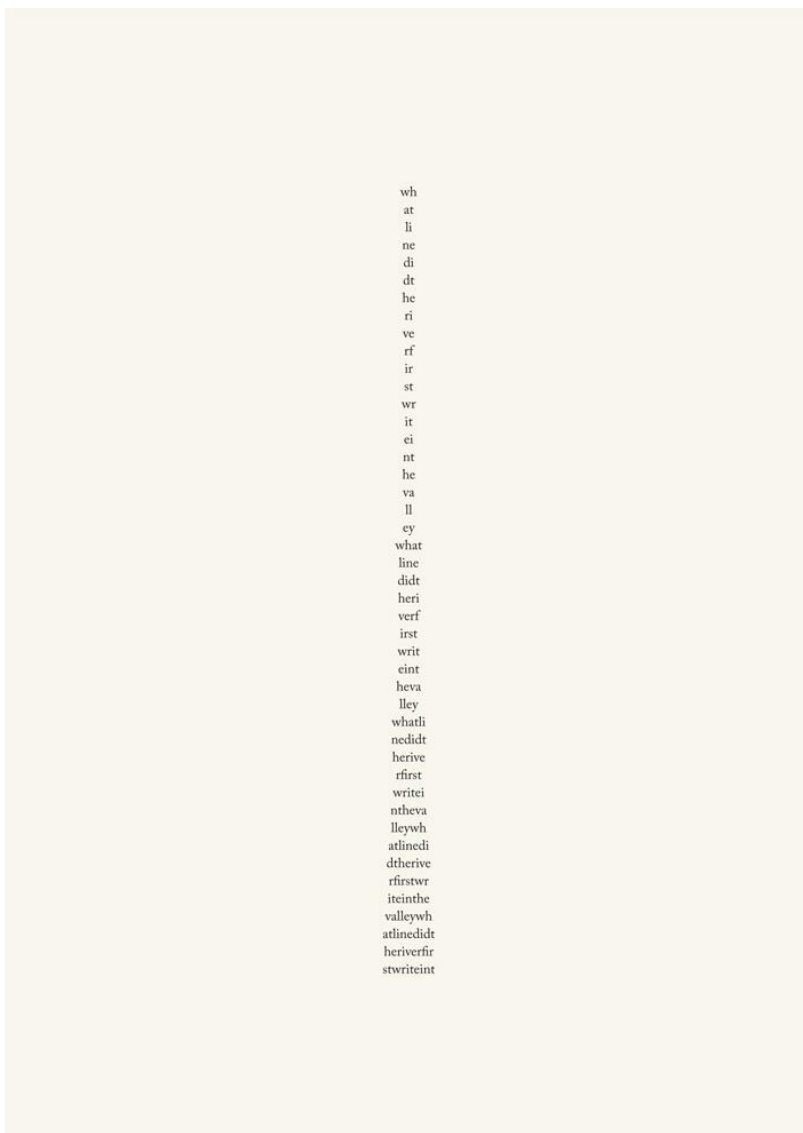 wh
at
li
ne
di
dt
he
ri
ve
rf
ir
st
wr
it
ei
nt
he
va
ll
ey
what
line
didt
heri
verf
irst
writ
eint
heva
lley
whatli
nedidt
herive
rfirst
writei
ntheva
lleywh
atlinedi
dtherive
rfirstwr
iteinthe
valleywh
atlinedidt
heriverfir
stwriteint